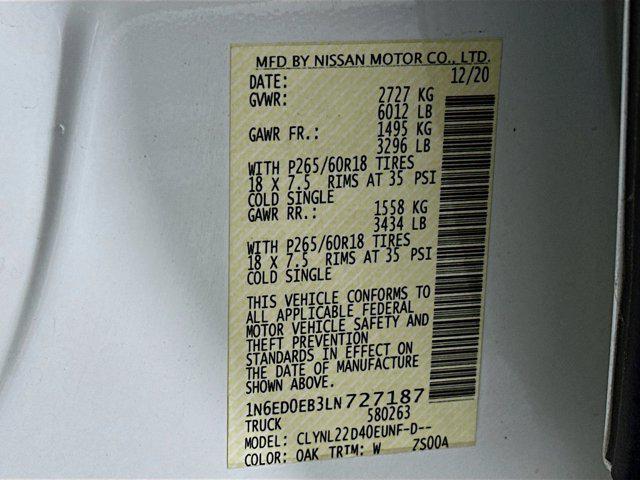 MFD BY NISSAN MOTOR CO., LTD.
DATE: 12/20
GVWR: 2727 KG
6012 LB
GAWR FR.: 1495 KG
3296 LB
WITH P265/60R18 TIRES
18 X 7.5 RIMS AT 35 PSI
COLD SINGLE
GAWR RR.: 1558 KG
3434 LB
WITH P265/60R18 TIRES
18 X 7.5 RIMS AT 35 PSI
COLD SINGLE
THIS VEHICLE CONFORMS TO
ALL APPLICABLE FEDERAL
MOTOR VEHICLE SAFETY AND
THEFT PREVENTION
STANDARDS IN EFFECT ON
THE DATE OF MANUFACTURE
SHOWN ABOVE.
1N6ED0EB3LN727187
TRUCK 580263
MODEL: CLYNL22D40EUNF-D--
COLOR: QAK TRIM: W ZS00A